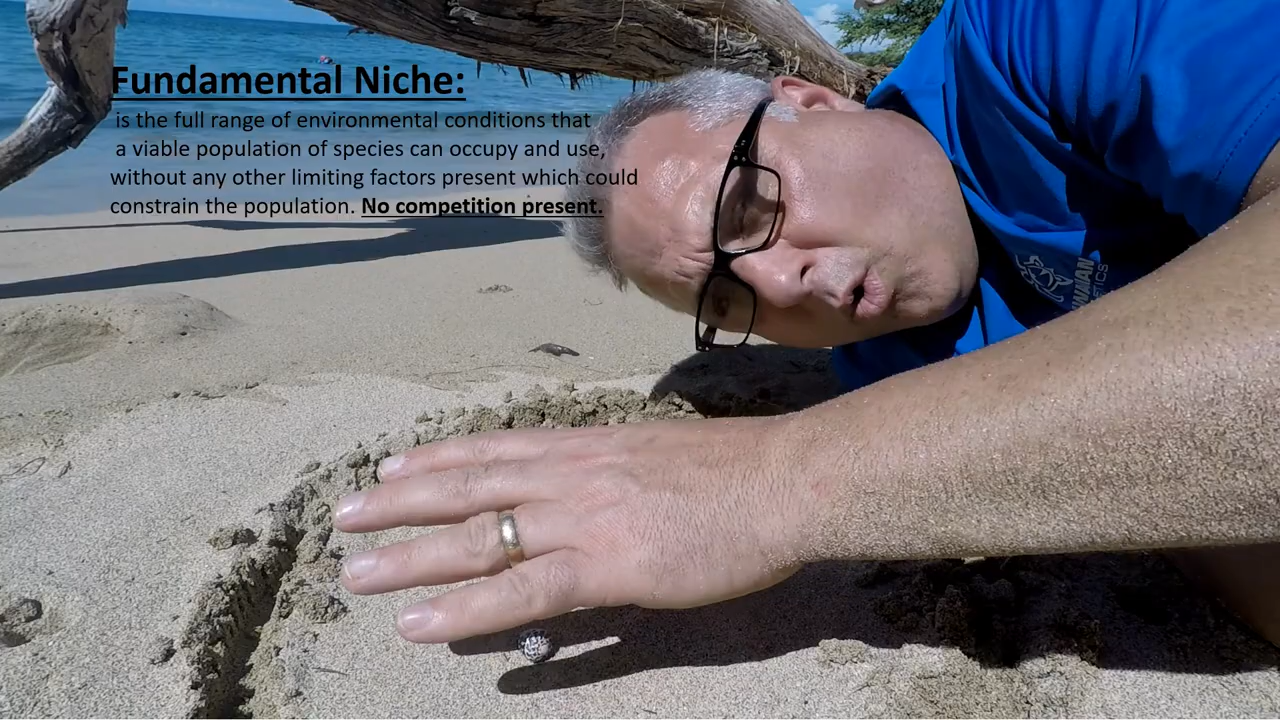 Fundamental Niche:
is the full range of environmental conditions that
a viable population of species can occupy and use,
without any other limiting factors present which could
constrain the population. No competition present.